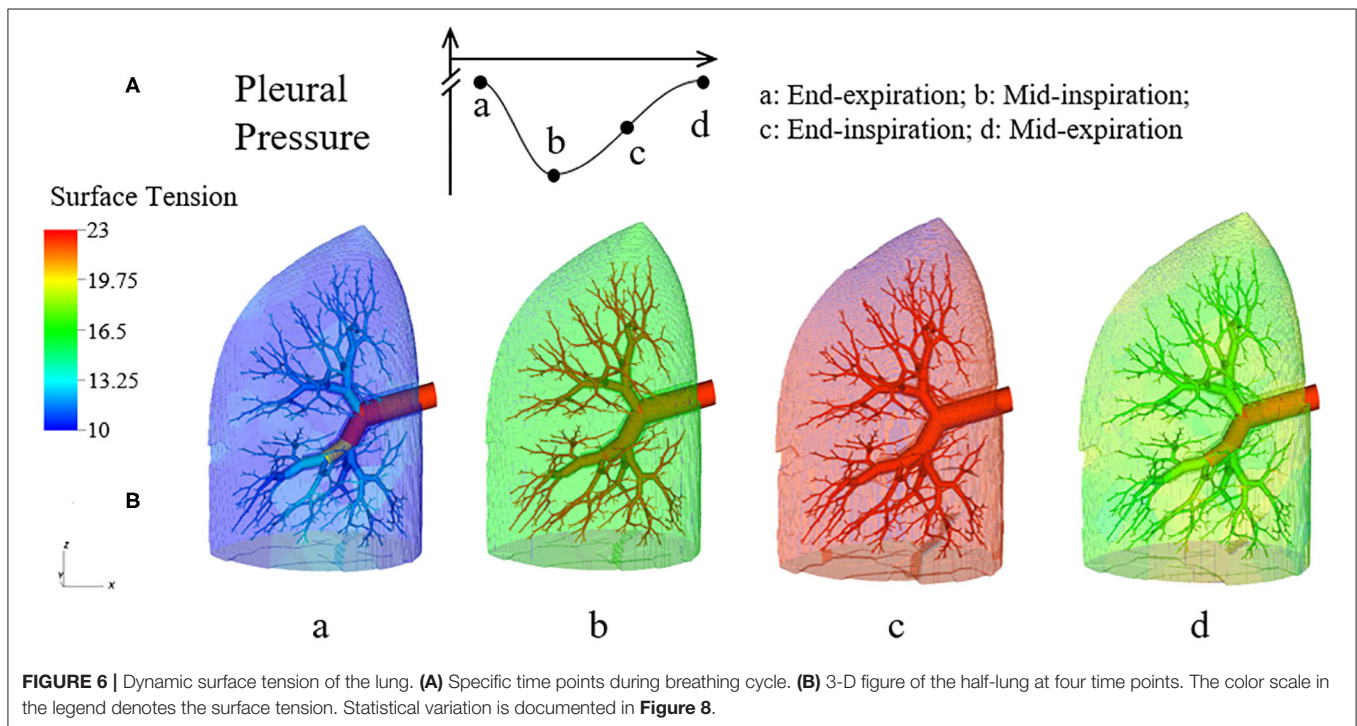 A
Pleural
Pressure
a
b
c
d
a: End-expiration; b: Mid-inspiration;
c: End-inspiration; d: Mid-expiration
Surface Tension
23
19.75
16.5
13.25
10
B
Z
Y
X
a
b
c
d
FIGURE 6 | Dynamic surface tension of the lung. (A) Specific time points during breathing cycle. (B) 3-D figure of the half-lung at four time points. The color scale in
the legend denotes the surface tension. Statistical variation is documented in Figure 8.